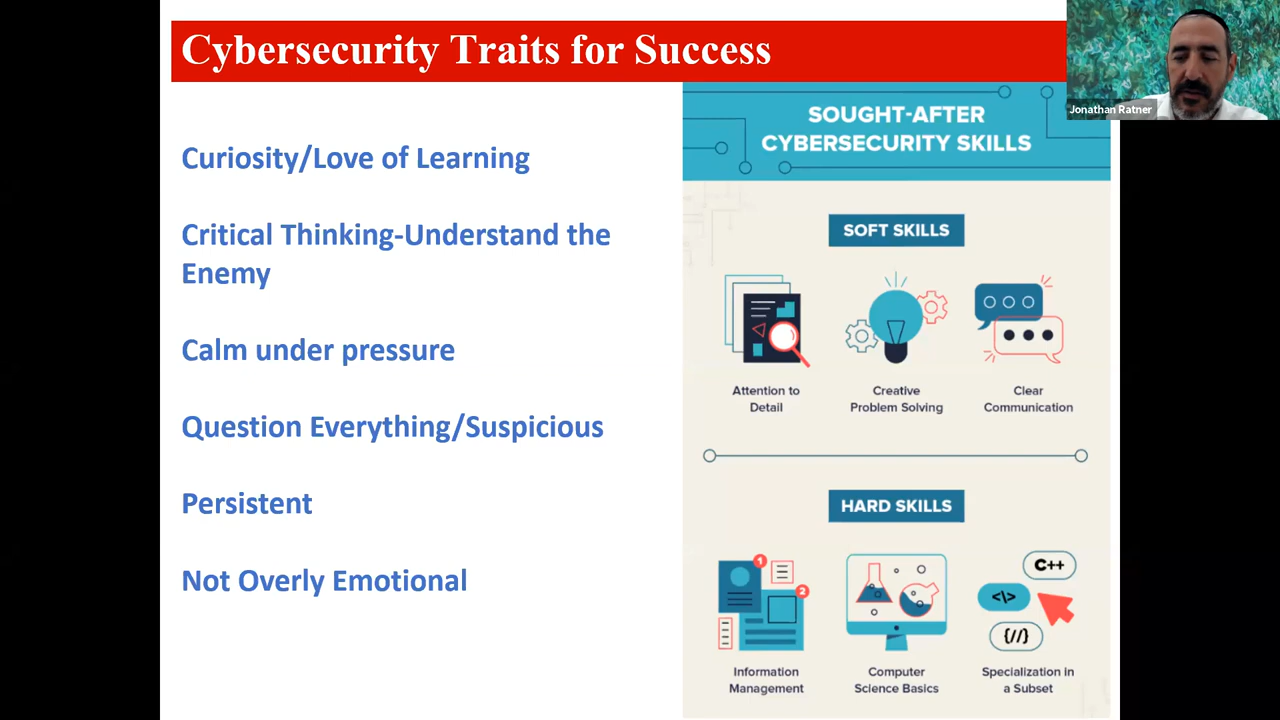 Cybersecurity Traits for Success
Jonathan Ratner
Curiosity/Love of Learning
Critical Thinking-Understand the
Enemy
Calm under pressure
Question Everything/Suspicious
Persistent
Not Overly Emotional
SOUGHT-AFTER
CYBERSECURITY SKILLS
SOFT SKILLS
Attention to
Detail
Creative
Problem Solving
Clear
Communication
HARD SKILLS
1
2
C++
<\>
{//}
Information
Management
Computer
Science Basics
Specialization in
a Subset